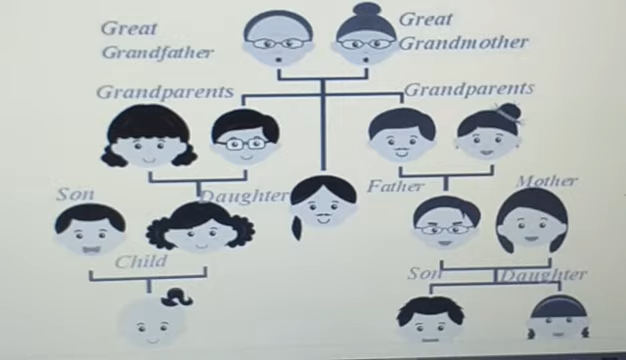 Great
Grandfather
Great
Grandmother
Grandparents
Grandparents
Son
Daughter
Father
Mother
Child
Son
Daughter